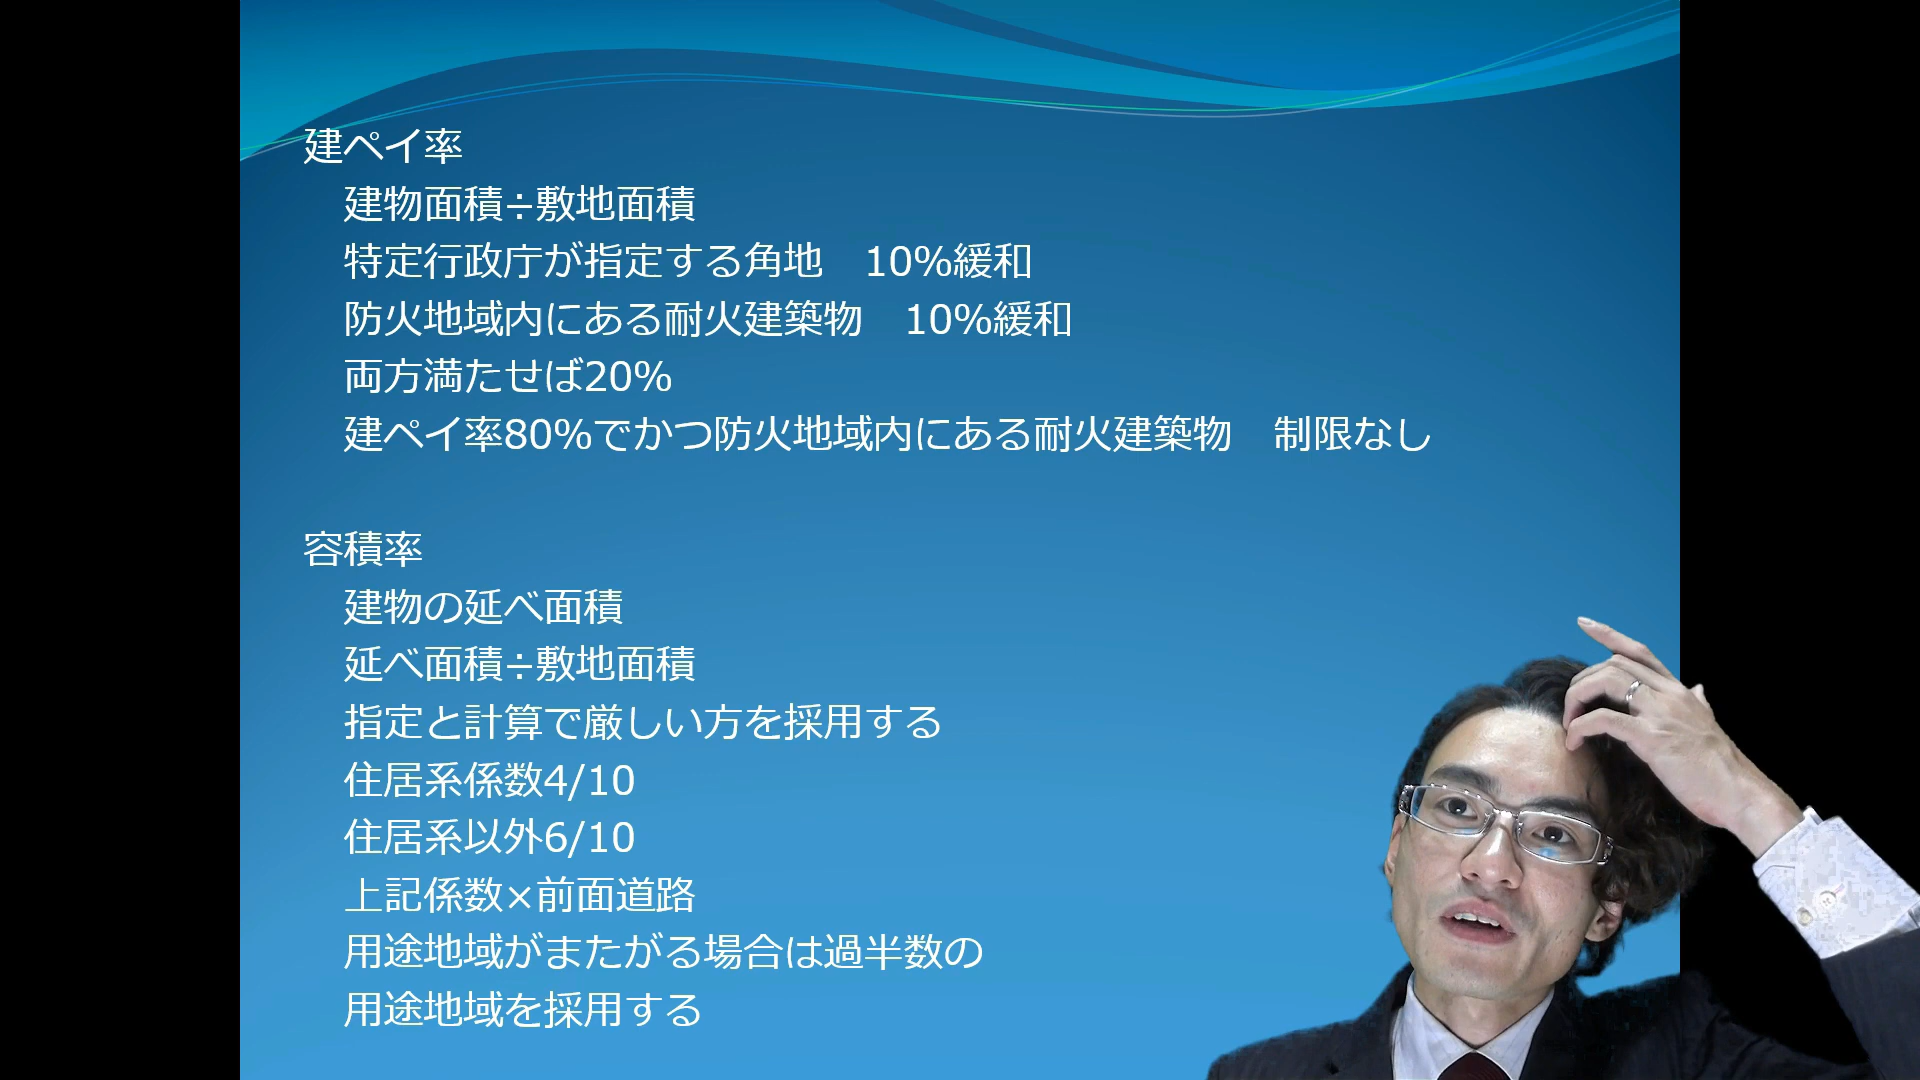 建ペイ率
建物面積÷敷地面積
特定行政庁が指定する角地　10%緩和
防火地域内にある耐火建築物　10%緩和
両方満たせば20%
建ペイ率80%でかつ防火地域内にある耐火建築物　制限なし
容積率
建物の延べ面積
延べ面積÷敷地面積
指定と計算で厳しい方を採用する
住居系係数4/10
住居系以外6/10
上記係数×前面道路
用途地域がまたがる場合は過半数の
用途地域を採用する